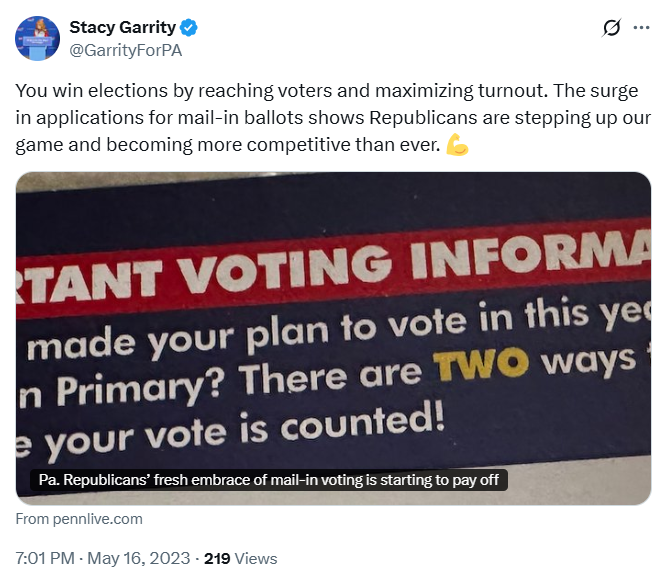 Stacy Garrity
@GarrityForPA
You win elections by reaching voters and maximizing turnout. The surge
in applications for mail-in ballots shows Republicans are stepping up our
game and becoming more competitive than ever. 💪
RTANT VOTING INFORMA
made your plan to vote in this yea
n Primary? There are TWO ways
e your vote is counted!
Pa. Republicans’ fresh embrace of mail-in voting is starting to pay off
From pennlive.com
7:01 PM · May 16, 2023 · 219 Views